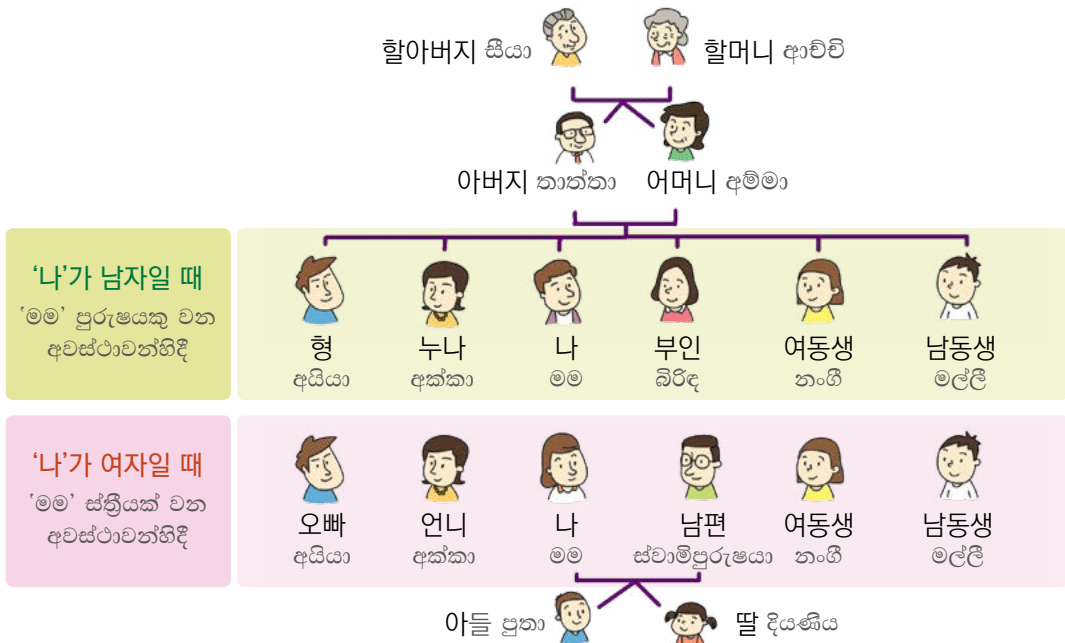 할아버지 සීයා 할머니 ආච්චි
아버지 තාත්තා 어머니 අම්මා
‘나’가 남자일 때
‘මම’ පුරුෂයකු වන
අවස්ථාවන්හිදී
형 누나 나 부인 여동생 남동생
අයියා අක්කා මම බිරිඳ නංගී මල්ලී
‘나’가 여자일 때
‘මම’ ස්ත්‍රියක් වන
අවස්ථාවන්හිදී
오빠 언니 나 남편 여동생 남동생
අයියා අක්කා මම ස්වාමිපුරුෂයා නංගී මල්ලී
아들 පුතා 딸 දියණිය